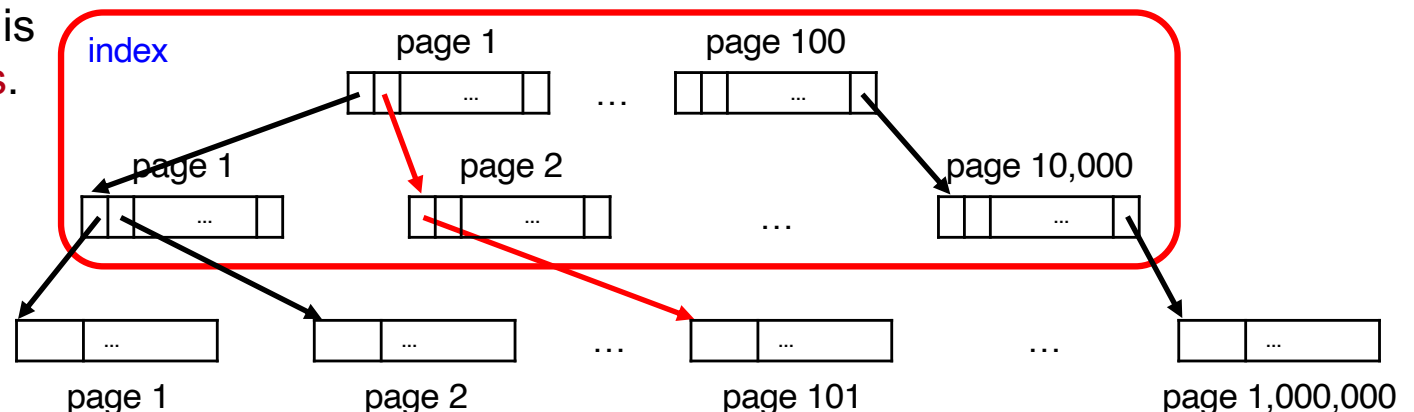 is
s.
index
page 1 page 100
... ... ...
page 1 page 2 page 10,000
... ... ... ...
... ... ... ... ... ...
page 1 page 2 page 101 page 1,000,000